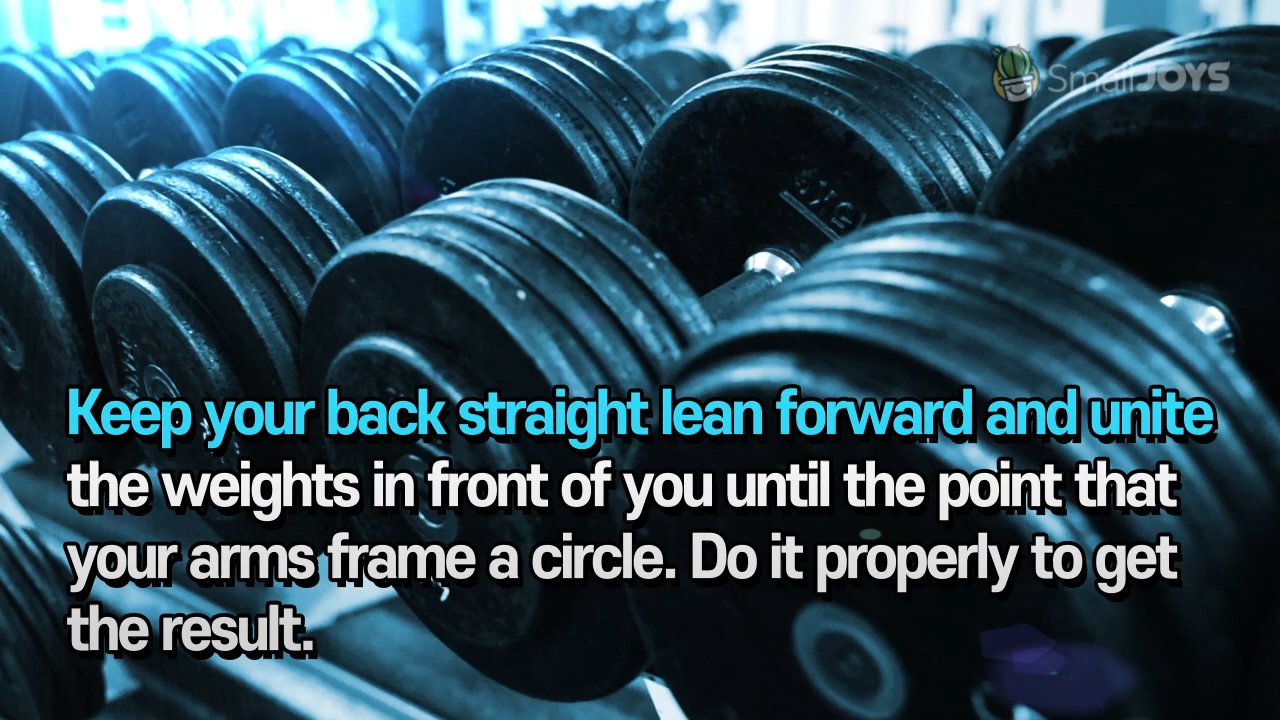 SmallJOYS
Keep your back straight lean forward and unite
the weights in front of you until the point that
your arms frame a circle. Do it properly to get
the result.